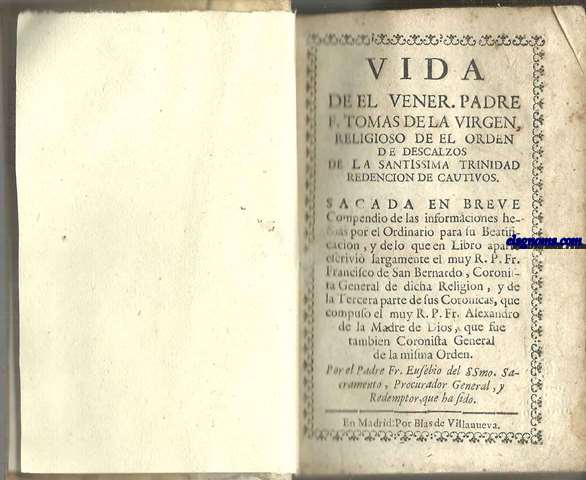 VIDA
DE EL VENER. PADRE
F. TOMAS DE LA VIRGEN,
RELIGIOSO DE EL ORDEN
DE DESCALZOS
DE LA SANTISSIMA TRINIDAD
REDENCION DE CAUTIVOS.
SACADA EN BREVE
Compendio de las informaciones he-
chas por el Ordinario para ſu Beatifi-
cacion, y de lo que en Libro aparte
eſcrivió largamente el muy R. P. Fr.
Franciſco de San Bernardo, Coroniſ-
ta General de dicha Religion, y de
la Tercera parte de ſus Coronicas, que
compuſo el muy R. P. Fr. Alexandro
de la Madre de Dios, que fue
tambien Coroniſta General
de la miſma Orden.
Por el Padre Fr. Euſebio del SSmo. Sa-
cramento, Procurador General, y
Redemptor, que ha ſido.
En Madrid: Por Blas de Villanueva.
elgnomo.com